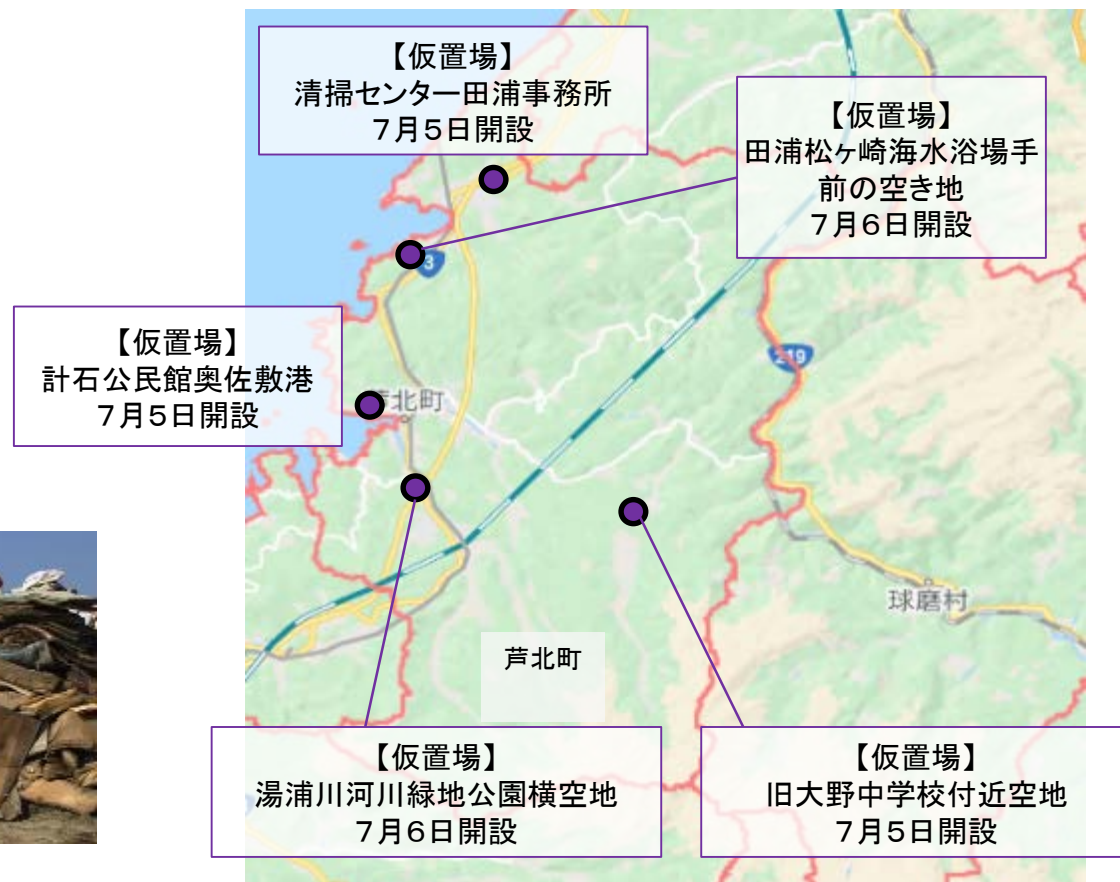 【仮置場】
清掃センター田浦事務所
7月5日開設
【仮置場】
田浦松ヶ崎海水浴場手
前の空き地
7月6日開設
3
【仮置場】
計石公民館奥佐敷港
7月5日開設
北町
219
球磨村
芦北町
【仮置場】
湯浦川河川緑地公園横空地
7月6日開設
【仮置場】
旧大野中学校付近空地
7月5日開設